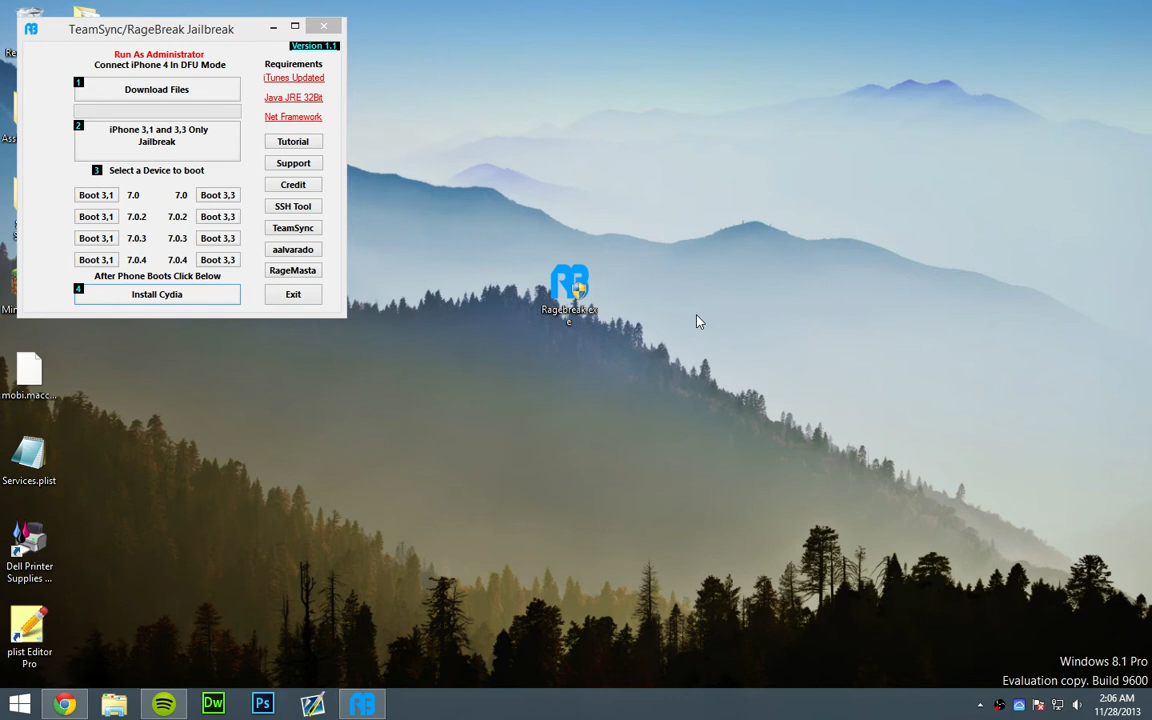 TeamSync/RageBreak Jailbreak
Version 1.1
Run As Administrator
Connect iPhone 4 In DFU Mode
1
Download Files
2
iPhone 3,1 and 3,3 Only
Jailbreak
3 Select a Device to boot
Boot 3,1 7.0 7.0 Boot 3,3
Boot 3,1 7.0.2 7.0.2 Boot 3,3
Boot 3,1 7.0.3 7.0.3 Boot 3,3
Boot 3,1 7.0.4 7.0.4 Boot 3,3
After Phone Boots Click Below
4
Install Cydia
Requirements
iTunes Updated
Java JRE 32Bit
Net Framework
Tutorial
Support
Credit
SSH Tool
TeamSync
aalvarado
RageMasta
Exit
RB
Ragebreak.ex
e
mobi.macc...
Services.plist
Dell Printer
Supplies ...
plist Editor
Pro
Windows 8.1 Pro
Evaluation copy. Build 9600
Dw
Ps
RB
2:06 AM
11/28/2013